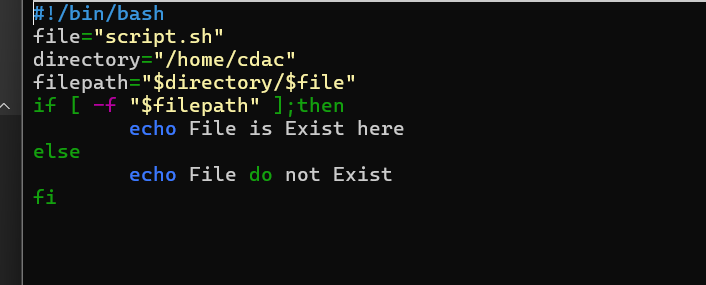 #!/bin/bash
file="script.sh"
directory="/home/cdac"
filepath="$directory/$file"
if [ -f "$filepath" ];then
        echo File is Exist here
else
        echo File do not Exist
fi